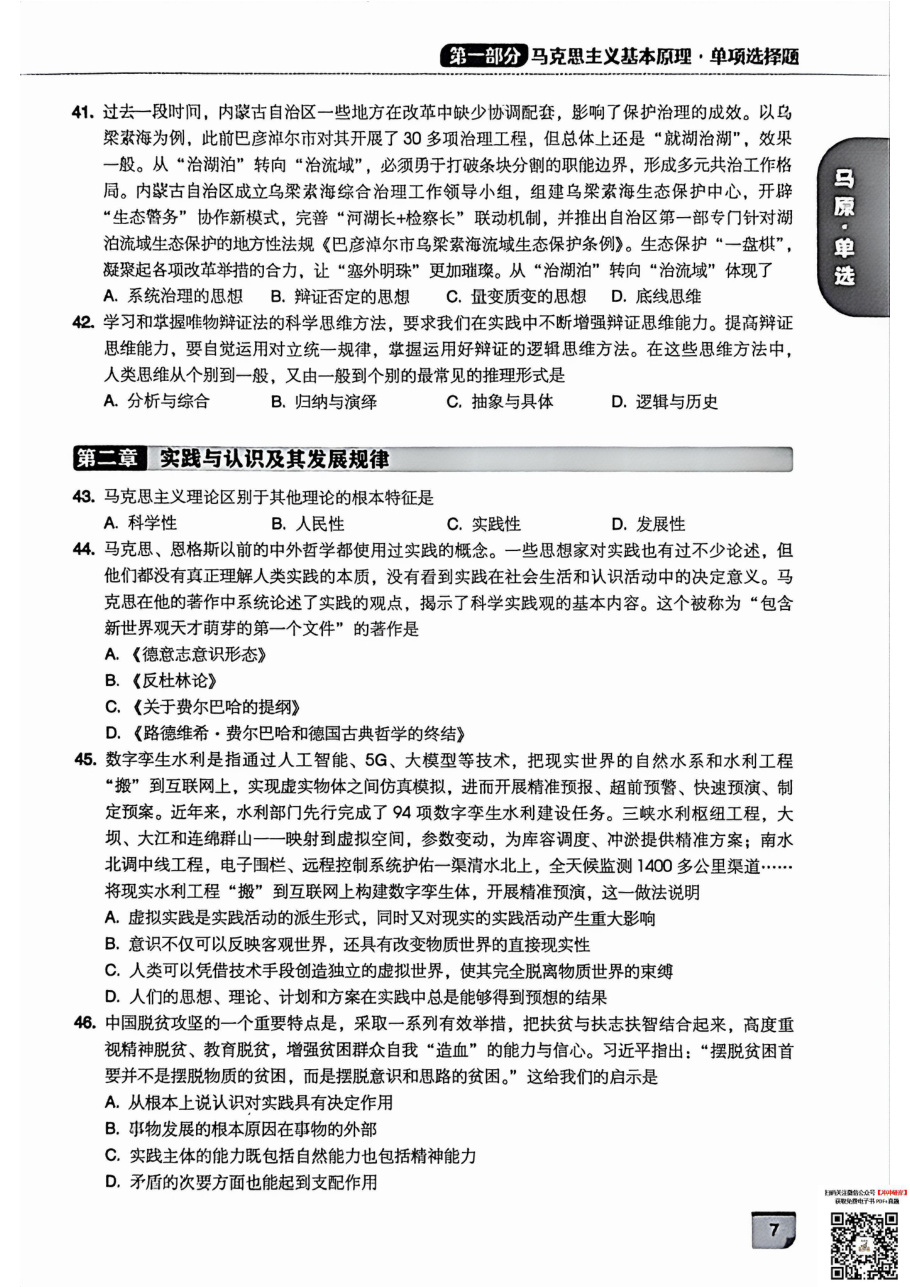 第一部分 马克思主义基本原理·单项选择题
41. 过去一段时间，内蒙古自治区一些地方在改革中缺少协调配套，影响了保护治理的成效。以乌
梁素海为例，此前巴彦淖尔市对其开展了 30 多项治理工程，但总体上还是“就湖治湖”，效果
一般。从“治湖泊”转向“治流域”，必须勇于打破条块分割的职能边界，形成多元共治工作格
局。内蒙古自治区成立乌梁素海综合治理工作领导小组，组建乌梁素海生态保护中心，开辟
“生态警务”协作新模式，完善“河湖长+检察长”联动机制，并推出自治区第一部专门针对湖
泊流域生态保护的地方性法规《巴彦淖尔市乌梁素海流域生态保护条例》。生态保护“一盘棋”，
凝聚起各项改革举措的合力，让“塞外明珠”更加璀璨。从“治湖泊”转向“治流域”体现了
A. 系统治理的思想 B. 辩证否定的思想 C. 量变质变的思想 D. 底线思维
42. 学习和掌握唯物辩证法的科学思维方法，要求我们在实践中不断增强辩证思维能力。提高辩证
思维能力，要自觉运用对立统一规律，掌握运用好辩证的逻辑思维方法。在这些思维方法中，
人类思维从个别到一般，又由一般到个别的最常见的推理形式是
A. 分析与综合 B. 归纳与演绎 C. 抽象与具体 D. 逻辑与历史
马原·单选
第二章 实践与认识及其发展规律
43. 马克思主义理论区别于其他理论的根本特征是
A. 科学性 B. 人民性 C. 实践性 D. 发展性
44. 马克思、恩格斯以前的中外哲学都使用过实践的概念。一些思想家对实践也有过不少论述，但
他们都没有真正理解人类实践的本质，没有看到实践在社会生活和认识活动中的决定意义。马
克思在他的著作中系统论述了实践的观点，揭示了科学实践观的基本内容。这个被称为“包含
新世界观天才萌芽的第一个文件”的著作是
A. 《德意志意识形态》
B. 《反杜林论》
C. 《关于费尔巴哈的提纲》
D. 《路德维希·费尔巴哈和德国古典哲学的终结》
45. 数字孪生水利是指通过人工智能、5G、大模型等技术，把现实世界的自然水系和水利工程
“搬”到互联网上，实现虚实物体之间仿真模拟，进而开展精准预报、超前预警、快速预演、制
定预案。近年来，水利部门先行完成了 94 项数字孪生水利建设任务。三峡水利枢纽工程，大
坝、大江和连绵群山一一映射到虚拟空间，参数变动，为库容调度、冲淤提供精准方案；南水
北调中线工程，电子围栏、远程控制系统护佑一渠清水北上，全天候监测 1400 多公里渠道……
将现实水利工程“搬”到互联网上构建数字孪生体，开展精准预演，这一做法说明
A. 虚拟实践是实践活动的派生形式，同时又对现实的实践活动产生重大影响
B. 意识不仅可以反映客观世界，还具有改变物质世界的直接现实性
C. 人类可以凭借技术手段创造独立的虚拟世界，使其完全脱离物质世界的束缚
D. 人们的思想、理论、计划和方案在实践中总是能够得到预想的结果
46. 中国脱贫攻坚的一个重要特点是，采取一系列有效举措，把扶贫与扶志扶智结合起来，高度重
视精神脱贫、教育脱贫，增强贫困群众自我“造血”的能力与信心。习近平指出：“摆脱贫困首
要并不是摆脱物质的贫困，而是摆脱意识和思路的贫困。”这给我们的启示是
A. 从根本上说认识对实践具有决定作用
B. 事物发展的根本原因在事物的外部
C. 实践主体的能力既包括自然能力也包括精神能力
D. 矛盾的次要方面也能起到支配作用
扫码关注微信公众号【冲冲研资】
获取免费电子书PDF+真题
7